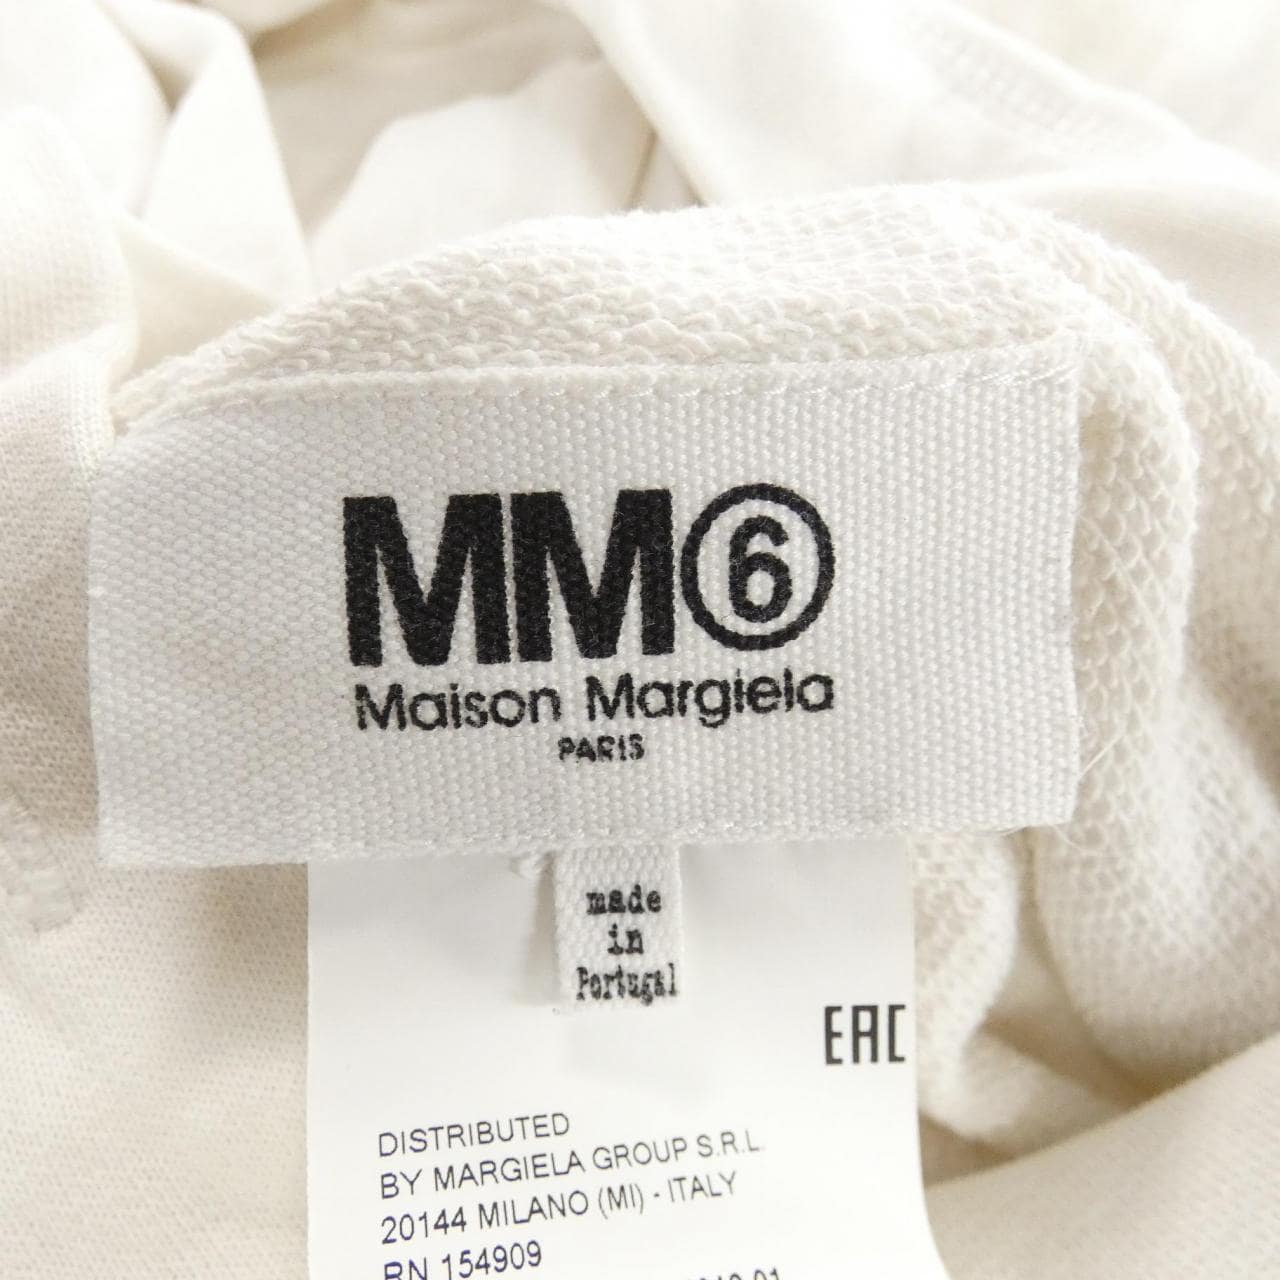 MM⑥
Maison Margiela
PARIS
made
in
Portugal
EAC
DISTRIBUTED
BY MARGIELA GROUP S.R.L.
20144 MILANO (MI) - ITALY
RN 154909